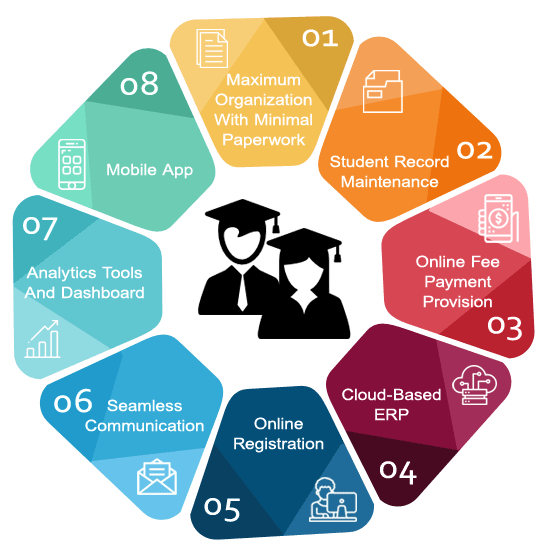 01
Maximum
Organization
With Minimal
Paperwork
02
Student Record
Maintenance
Online Fee
Payment
Provision
03
$
Cloud-Based
ERP
04
Online
Registration
05
06
Seamless
Communication
07
Analytics Tools
And Dashboard
08
Mobile App